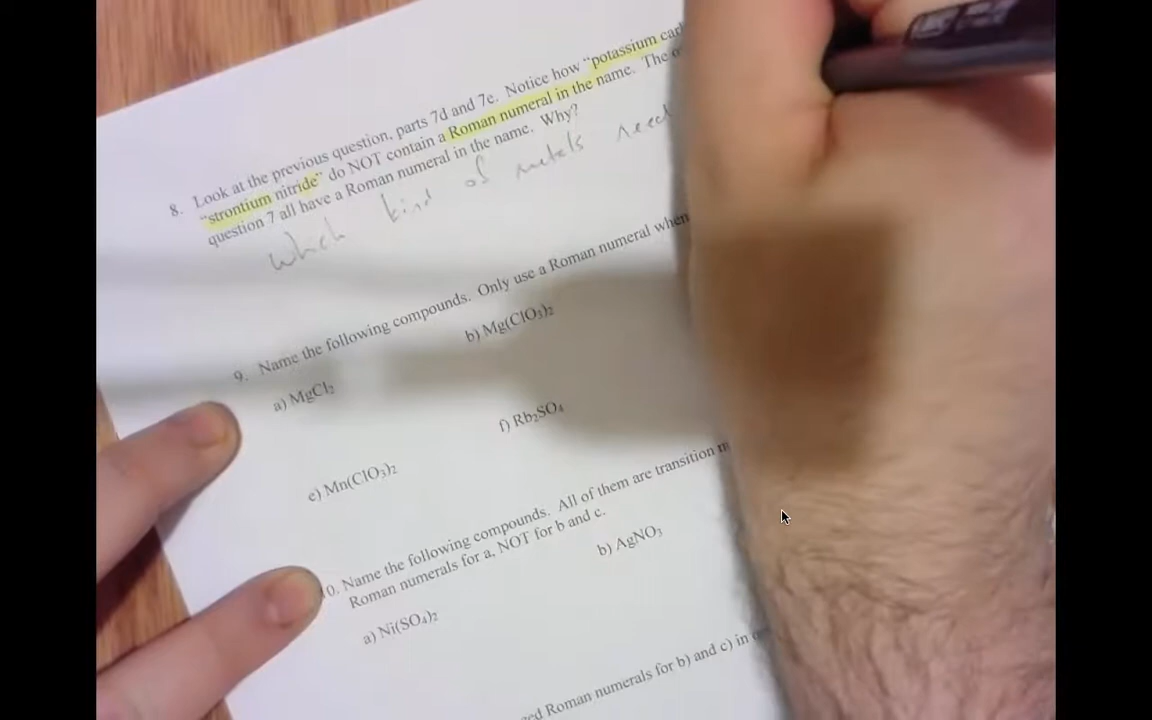 8. Look at the previous question, parts 7d and 7e. Notice how "potassium
"strontium nitride" do NOT contain a Roman numeral in the name. The
question 7 all have a Roman numeral in the name. Why?
which kind of metals need
9. Name the following compounds. Only use a Roman numeral when
a) MgCl₂ b) Mg(ClO₃)₂
e) Mn(ClO₃)₂ f) Rb₂SO₄
0. Name the following compounds. All of them are transition
Roman numerals for a, NOT for b and c.
a) Ni(SO₄)₂ b) AgNO₃
Roman numerals for b) and c) in